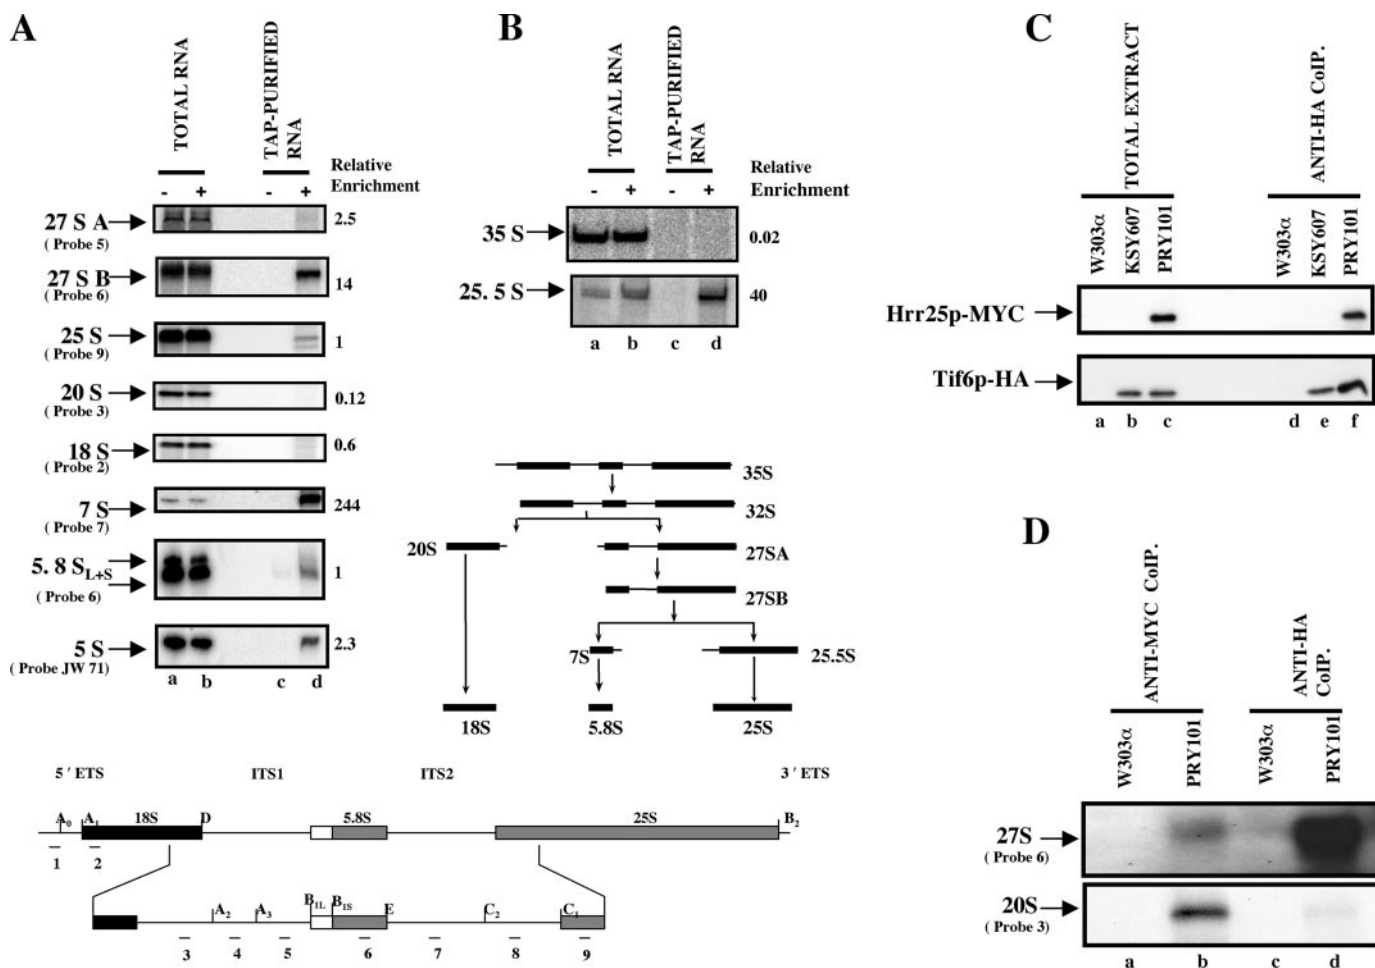 A
TOTAL RNA
TAP-PURIFIED
RNA
Relative
Enrichment
- + - +
27 S A
( Probe 5)
2.5
27 S B
( Probe 6)
14
25 S
( Probe 9)
1
20 S
( Probe 3)
0.12
18 S
( Probe 2)
0.6
7 S
( Probe 7)
244
5. 8 S L+S
( Probe 6)
1
5 S
(Probe JW 71)
2.3
a b c d
B
TOTAL RNA
TAP-PURIFIED
RNA
Relative
Enrichment
- + - +
35 S
0.02
25. 5 S
40
a b c d
35S
32S
20S
27SA
27SB
7S
25.5S
18S
5.8S
25S
5 ′ ETS
ITS1
ITS2
3 ′ ETS
A0 A1 18S D 5.8S 25S B2
1 2
A2 A3 B1L B1S E C2 C1
3 4 5 6 7 8 9
C
TOTAL EXTRACT
ANTI-HA CoIP.
W303α KSY607 PRY101
W303α KSY607 PRY101
Hrr25p-MYC
Tif6p-HA
a b c d e f
D
ANTI-MYC CoIP.
ANTI-HA
CoIP.
W303α PRY101
W303α PRY101
27S
( Probe 6)
20S
( Probe 3)
a b c d